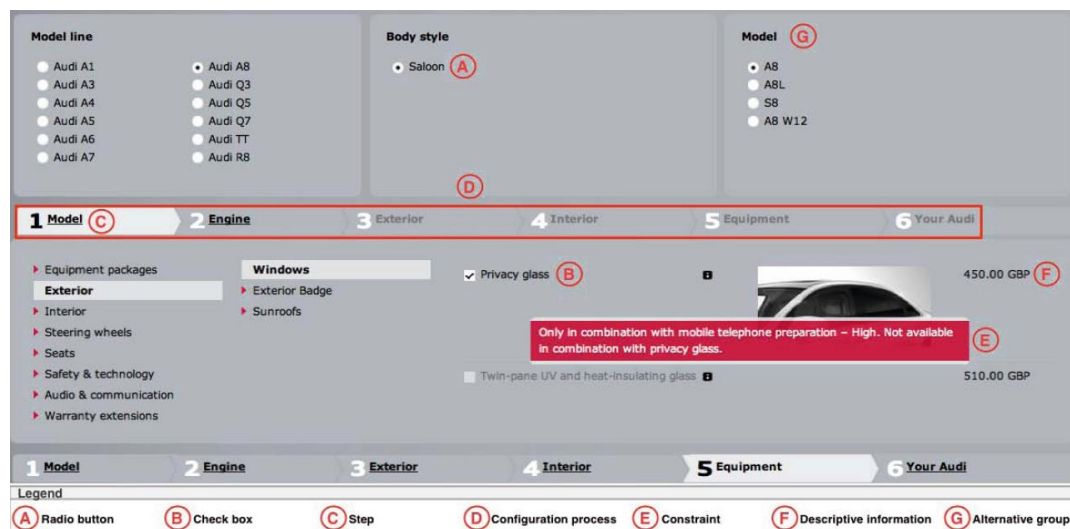 Model line
Audi A1
Audi A3
Audi A4
Audi A5
Audi A6
Audi A7
Audi A8
Audi Q3
Audi Q5
Audi Q7
Audi TT
Audi R8
Body style
Saloon A
Model G
A8
A8L
S8
A8 W12
D
1 Model C 2 Engine 3 Exterior 4 Interior 5 Equipment 6 Your Audi
Equipment packages
Exterior
Interior
Steering wheels
Seats
Safety & technology
Audio & communication
Warranty extensions
Windows
Exterior Badge
Sunroofs
Privacy glass B 450.00 GBP F
Only in combination with mobile telephone preparation – High. Not available
in combination with privacy glass.
E
Twin-pane UV and heat-insulating glass 510.00 GBP
1 Model 2 Engine 3 Exterior 4 Interior 5 Equipment 6 Your Audi
Legend
A Radio button B Check box C Step D Configuration process E Constraint F Descriptive information G Alternative group